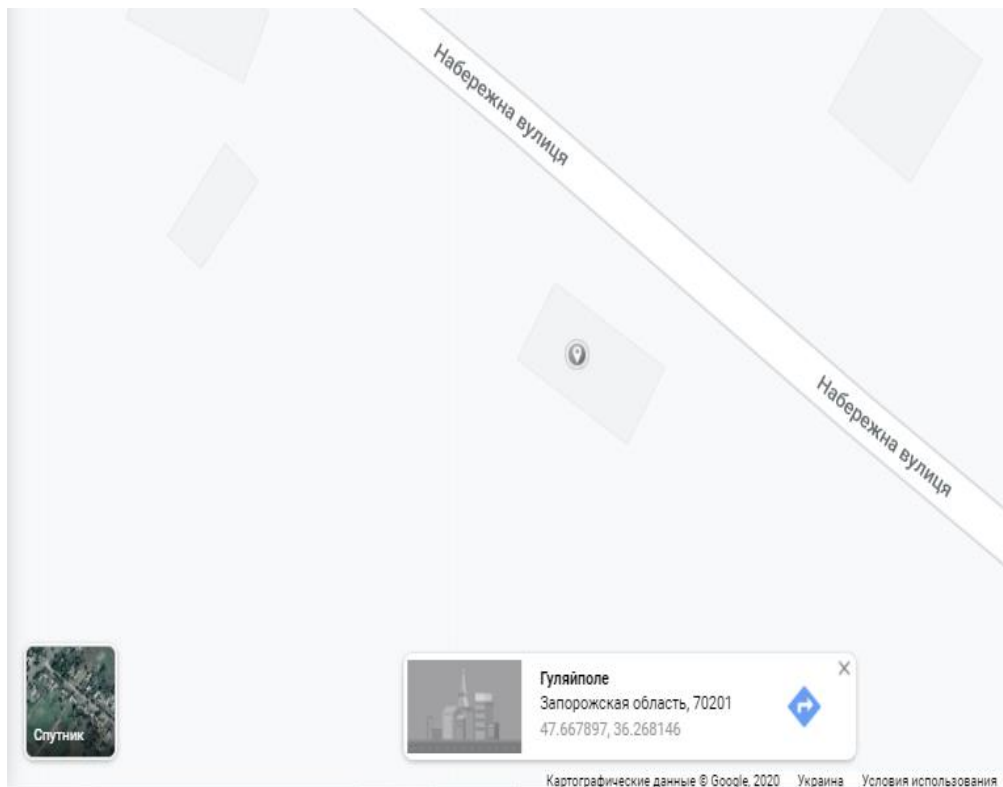 Набережна вулиця
Набережна вулиця
Гуляйполе
Запорожская область, 70201
47.667897, 36.268146
Спутник
Картографические данные © Google, 2020 Украина Условия использования